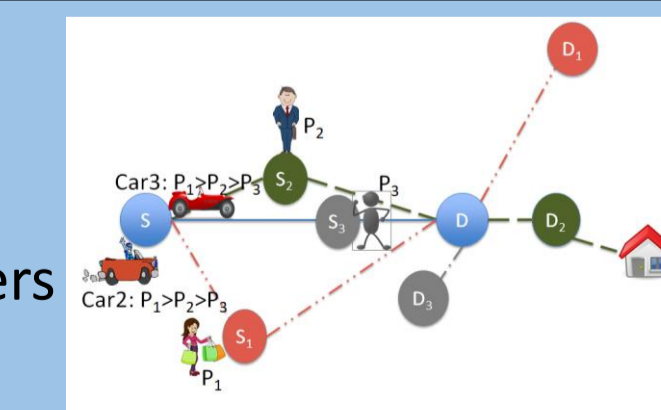 D₁
P₂
Car3: P₁>P₂>P₃
S₂
P₃
S
S₃
D
D₂
ers
Car2: P₁>P₂>P₃
D₃
S₁
P₁